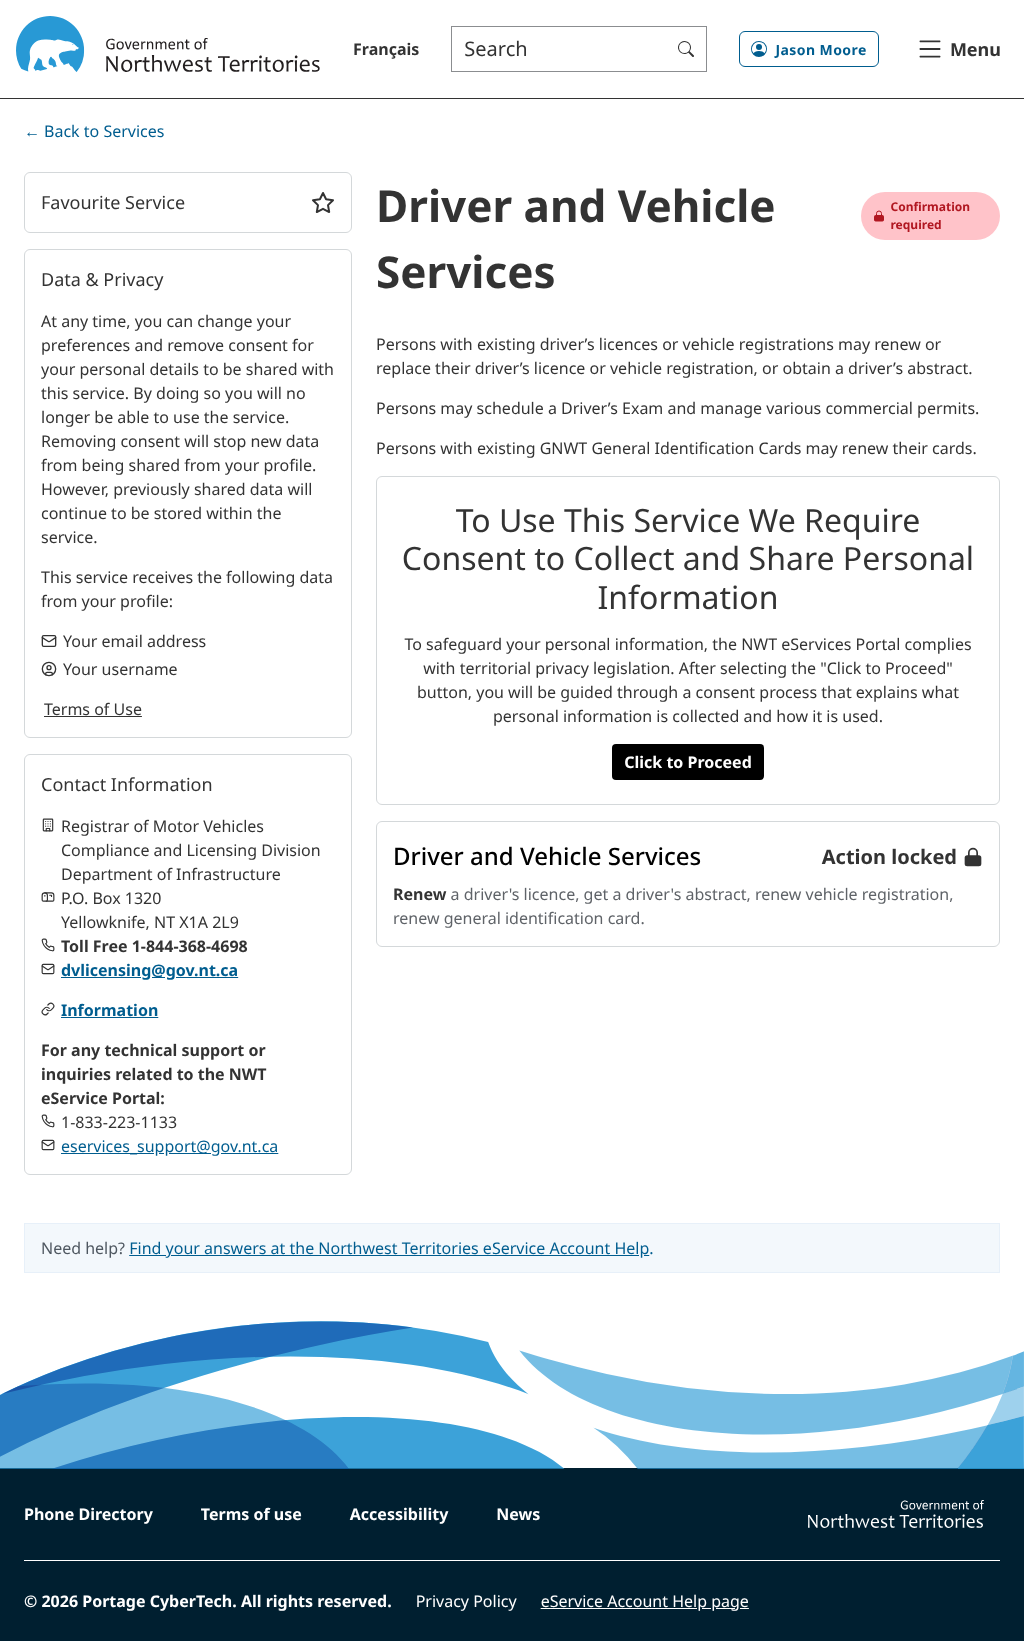 Government of
Northwest Territories
Français
Search
Jason Moore
Menu
← Back to Services
Favourite Service
Data & Privacy
At any time, you can change your
preferences and remove consent for
your personal details to be shared with
this service. By doing so you will no
longer be able to use the service.
Removing consent will stop new data
from being shared from your profile.
However, previously shared data will
continue to be stored within the
service.
This service receives the following data
from your profile:
Your email address
Your username
Terms of Use
Contact Information
Registrar of Motor Vehicles
Compliance and Licensing Division
Department of Infrastructure
P.O. Box 1320
Yellowknife, NT X1A 2L9
Toll Free 1-844-368-4698
dvlicensing@gov.nt.ca
Information
For any technical support or
inquiries related to the NWT
eService Portal:
1-833-223-1133
eservices_support@gov.nt.ca
Driver and Vehicle
Services
Confirmation
required
Persons with existing driver’s licences or vehicle registrations may renew or
replace their driver’s licence or vehicle registration, or obtain a driver’s abstract.
Persons may schedule a Driver’s Exam and manage various commercial permits.
Persons with existing GNWT General Identification Cards may renew their cards.
To Use This Service We Require
Consent to Collect and Share Personal
Information
To safeguard your personal information, the NWT eServices Portal complies
with territorial privacy legislation. After selecting the "Click to Proceed"
button, you will be guided through a consent process that explains what
personal information is collected and how it is used.
Click to Proceed
Driver and Vehicle Services
Action locked
Renew a driver's licence, get a driver's abstract, renew vehicle registration,
renew general identification card.
Need help? Find your answers at the Northwest Territories eService Account Help.
Phone Directory
Terms of use
Accessibility
News
Government of
Northwest Territories
© 2026 Portage CyberTech. All rights reserved.
Privacy Policy
eService Account Help page